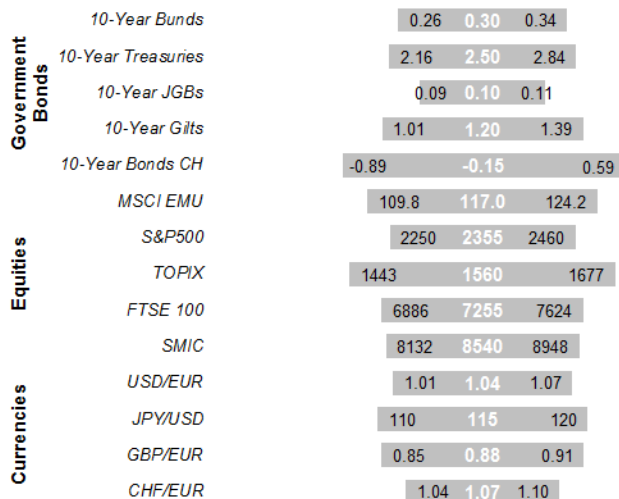 Government Bonds
10-Year Bunds 0.26 0.30 0.34
10-Year Treasuries 2.16 2.50 2.84
10-Year JGBs 0.09 0.10 0.11
10-Year Gilts 1.01 1.20 1.39
10-Year Bonds CH -0.89 -0.15 0.59
Equities
MSCI EMU 109.8 117.0 124.2
S&P500 2250 2355 2460
TOPIX 1443 1560 1677
FTSE 100 6886 7255 7624
SMIC 8132 8540 8948
Currencies
USD/EUR 1.01 1.04 1.07
JPY/USD 110 115 120
GBP/EUR 0.85 0.88 0.91
CHF/EUR 1.04 1.07 1.10